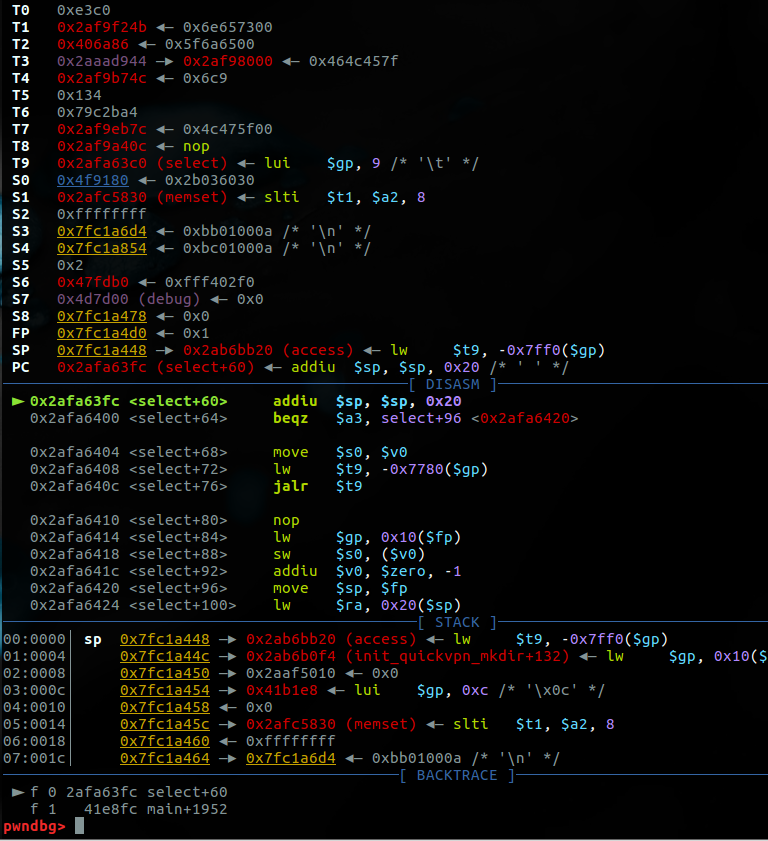 T0   0xe3c0
T1   0x2af9f24b ◂— 0x6e657300
T2   0x406a86 ◂— 0x5f6a6500
T3   0x2aaad944 —▸ 0x2af98000 ◂— 0x464c457f
T4   0x2af9b74c ◂— 0x6c9
T5   0x134
T6   0x79c2ba4
T7   0x2af9eb7c ◂— 0x4c475f00
T8   0x2af9a40c ◂— nop
T9   0x2afa63c0 (select) ◂— lui    $gp, 9 /* '\t' */
S0   0x4f9180 ◂— 0x2b036030
S1   0x2afc5830 (memset) ◂— slti   $t1, $a2, 8
S2   0xffffffff
S3   0x7fc1a6d4 ◂— 0xbb01000a /* '\n' */
S4   0x7fc1a854 ◂— 0xbc01000a /* '\n' */
S5   0x2
S6   0x47fdb0 ◂— 0xfff402f0
S7   0x4d7d00 (debug) ◂— 0x0
S8   0x7fc1a478 ◂— 0x0
FP   0x7fc1a4d0 ◂— 0x1
SP   0x7fc1a448 —▸ 0x2ab6bb20 (access) ◂— lw     $t9, -0x7ff0($gp)
PC   0x2afa63fc (select+60) ◂— addiu  $sp, $sp, 0x20 /* ' ' */
[ DISASM ]
► 0x2afa63fc <select+60>     addiu  $sp, $sp, 0x20
0x2afa6400 <select+64>     beqz   $a3, select+96 <0x2afa6420>
0x2afa6404 <select+68>     move   $s0, $v0
0x2afa6408 <select+72>     lw     $t9, -0x7780($gp)
0x2afa640c <select+76>     jalr   $t9
0x2afa6410 <select+80>     nop
0x2afa6414 <select+84>     lw     $gp, 0x10($fp)
0x2afa6418 <select+88>     sw     $s0, ($v0)
0x2afa641c <select+92>     addiu  $v0, $zero, -1
0x2afa6420 <select+96>     move   $sp, $fp
0x2afa6424 <select+100>    lw     $ra, 0x20($sp)
[ STACK ]
00:0000│ sp  0x7fc1a448 —▸ 0x2ab6bb20 (access) ◂— lw     $t9, -0x7ff0($gp)
01:0004│     0x7fc1a44c —▸ 0x2ab6b0f4 (init_quickvpn_mkdir+132) ◂— lw     $gp, 0x10($
02:0008│     0x7fc1a450 —▸ 0x2aaf5010 ◂— 0x0
03:000c│     0x7fc1a454 —▸ 0x41b1e8 ◂— lui    $gp, 0xc /* '\x0c' */
04:0010│     0x7fc1a458 ◂— 0x0
05:0014│     0x7fc1a45c —▸ 0x2afc5830 (memset) ◂— slti   $t1, $a2, 8
06:0018│     0x7fc1a460 ◂— 0xffffffff
07:001c│     0x7fc1a464 —▸ 0x7fc1a6d4 ◂— 0xbb01000a /* '\n' */
[ BACKTRACE ]
► f 0 2afa63fc select+60
f 1   41e8fc main+1952
pwndbg>